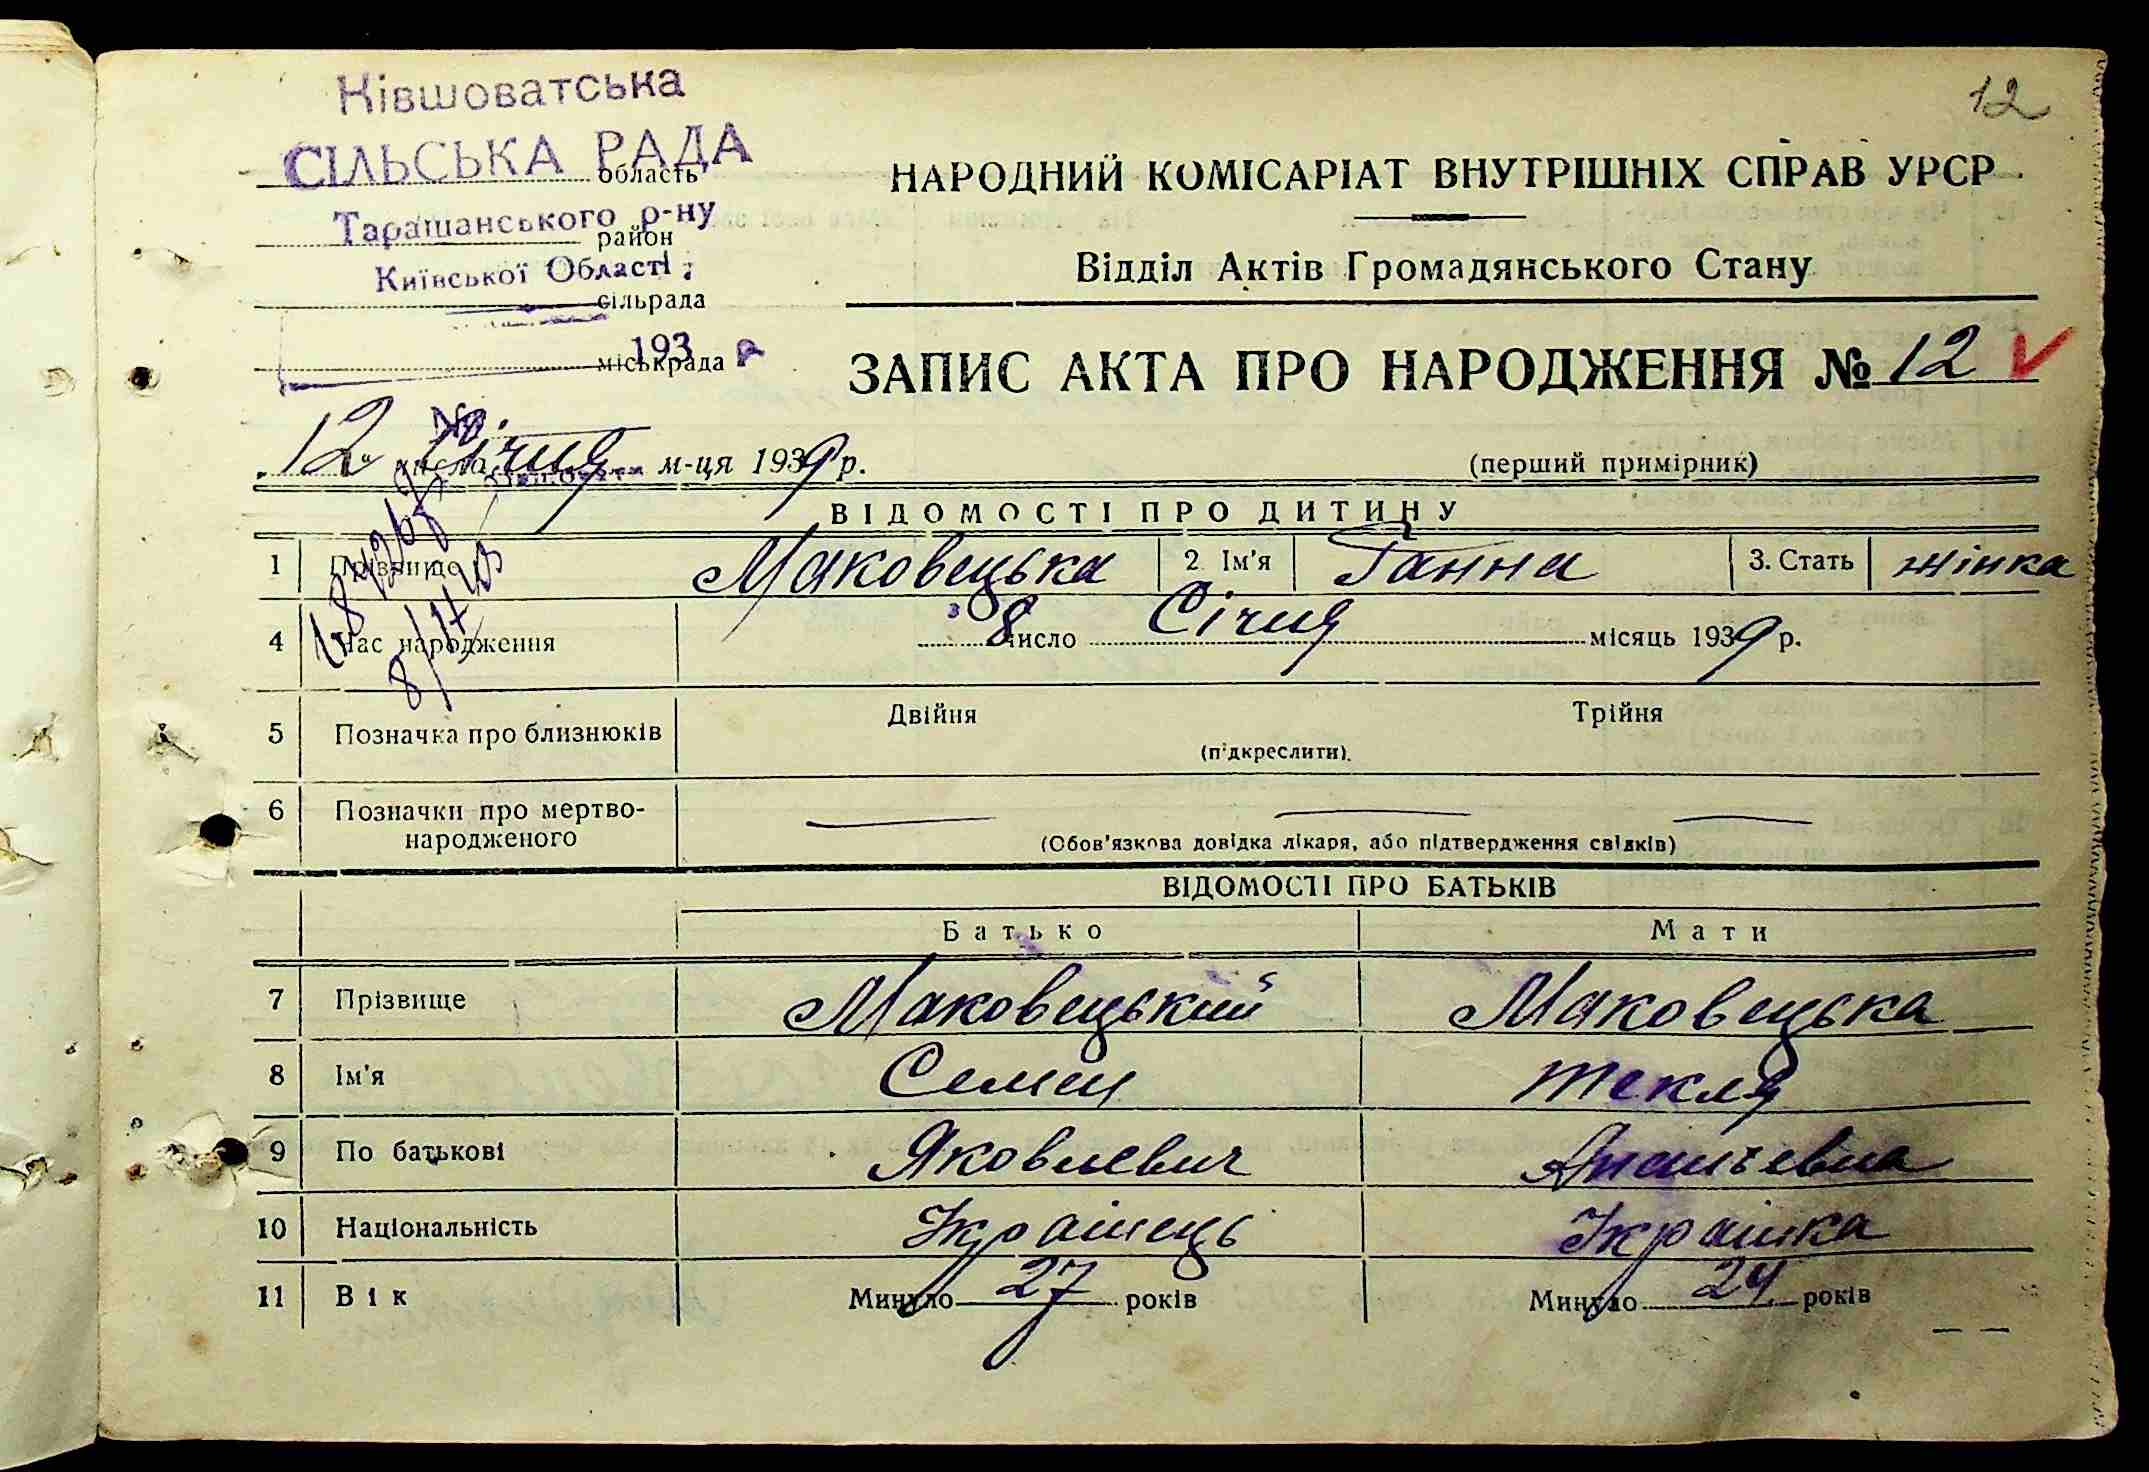 12
Ківшоватська
СІЛЬСЬКА РАДА
область
Таращанського р-ну
район
Київської Області
сільрада
193 р
міськрада
НАРОДНИЙ КОМІСАРІАТ ВНУТРІШНІХ СПРАВ УРСР
Відділ Актів Громадянського Стану
ЗАПИС АКТА ПРО НАРОДЖЕННЯ № 12
12 числа Січня м-ця 1939 р.
(перший примірник)
ВІДОМОСТІ ПРО ДИТИНУ
1 Прізвище Маковецька 2. Ім'я Ганна 3. Стать жінка
4 Час народження 8 число Січня місяць 1939 р.
5 Позначка про близнюків Двійня Трійня
(підкреслити).
6 Позначки про мертво-
народженого
(Обов'язкова довідка лікаря, або підтвердження свідків)
ВІДОМОСТІ ПРО БАТЬКІВ
Батько Мати
7 Прізвище Маковецький Маковецька
8 Ім'я Семен Текля
9 По батькові Яковлевич
10 Національність Українець Українка
11 Вік Минуло 27 років Минуло 24 років